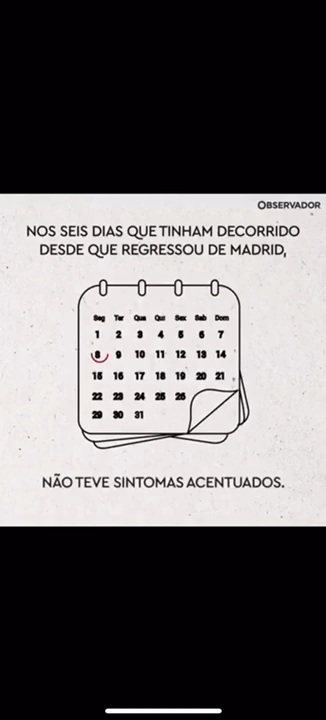 OBSERVADOR
NOS SEIS DIAS QUE TINHAM DECORRIDO
DESDE QUE REGRESSOU DE MADRID,
Seg Ter Qua Qui Sex Sab Dom
1 2 3 4 5 6 7
8 9 10 11 12 13 14
15 16 17 18 19 20 21
22 23 24 25 26
29 30 31
NÃO TEVE SINTOMAS ACENTUADOS.